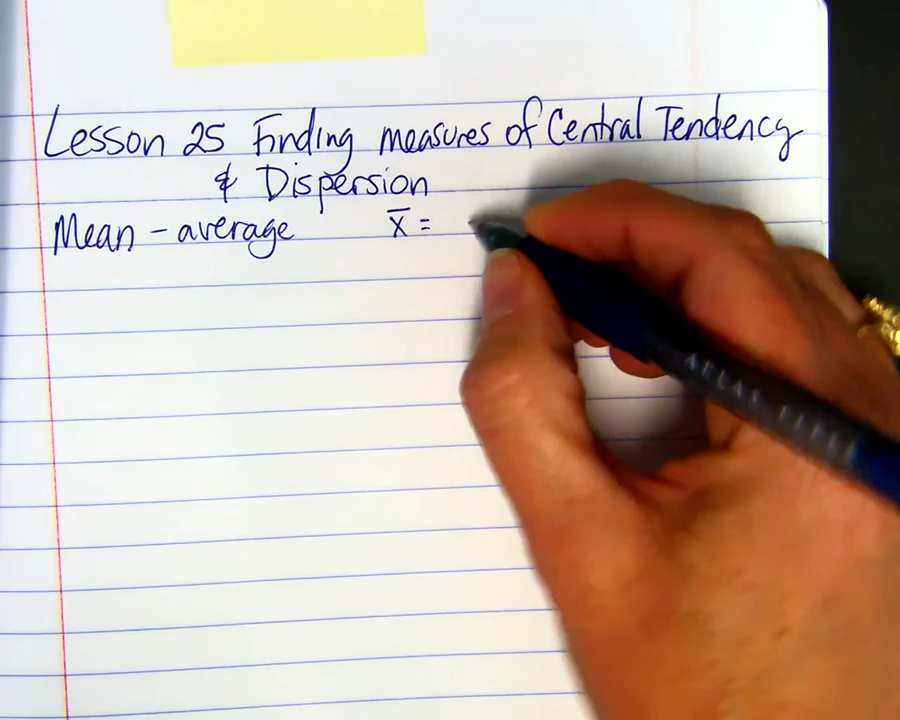 Lesson 25 Finding measures of Central Tendency
& Dispersion
Mean - average x̄ =